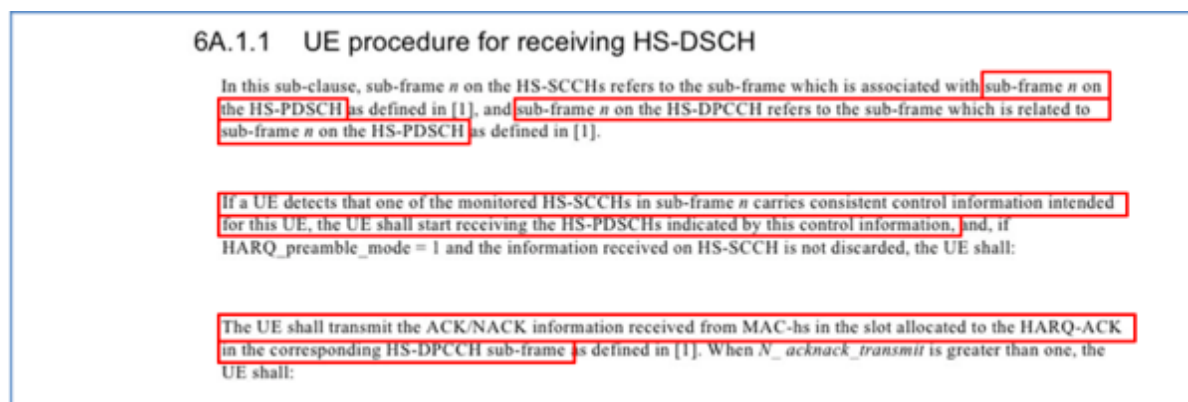 6A.1.1 UE procedure for receiving HS-DSCH
In this sub-clause, sub-frame n on the HS-SCCHs refers to the sub-frame which is associated with sub-frame n on
the HS-PDSCH as defined in [1], and sub-frame n on the HS-DPCCH refers to the sub-frame which is related to
sub-frame n on the HS-PDSCH as defined in [1].
If a UE detects that one of the monitored HS-SCCHs in sub-frame n carries consistent control information intended
for this UE, the UE shall start receiving the HS-PDSCHs indicated by this control information, and, if
HARQ_preamble_mode = 1 and the information received on HS-SCCH is not discarded, the UE shall:
The UE shall transmit the ACK/NACK information received from MAC-hs in the slot allocated to the HARQ-ACK
in the corresponding HS-DPCCH sub-frame as defined in [1]. When N_acknack_transmit is greater than one, the
UE shall: